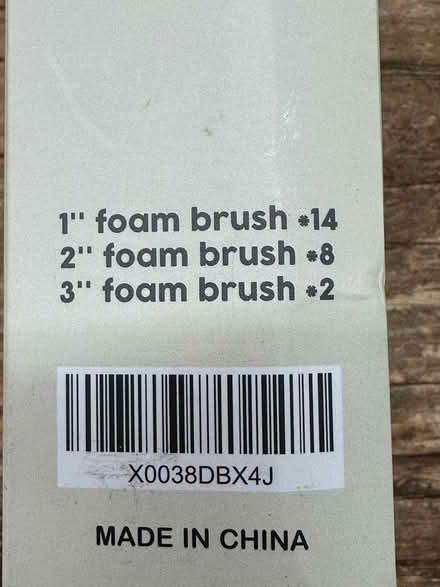 1" foam brush *14
2" foam brush *8
3" foam brush *2
X0038DBX4J
MADE IN CHINA